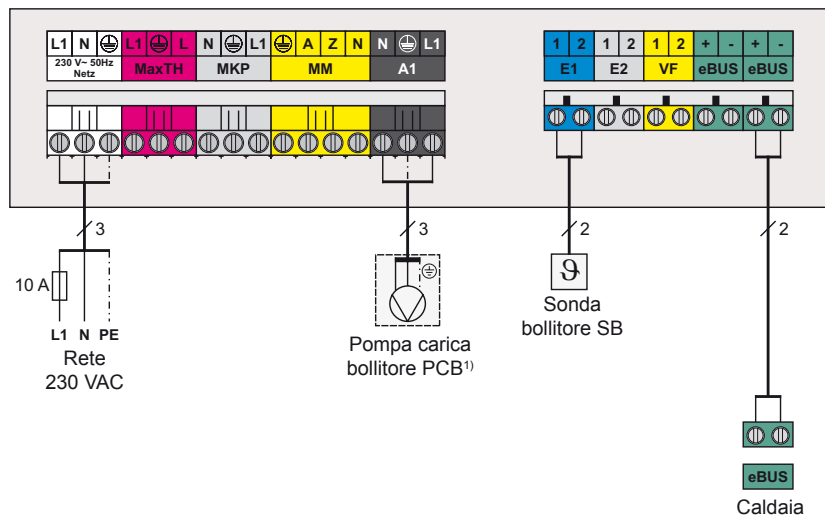 L1 N L1 L N L1 A Z N N L1
230 V~ 50Hz
Netz
MaxTH MKP MM A1
1 2 1 2 1 2 + - + -
E1 E2 VF eBUS eBUS
3 3 2 2
10 A
L1 N PE
Rete
230 VAC
Pompa carica
bollitore PCB¹⁾
ϑ
Sonda
bollitore SB
eBUS
Caldaia